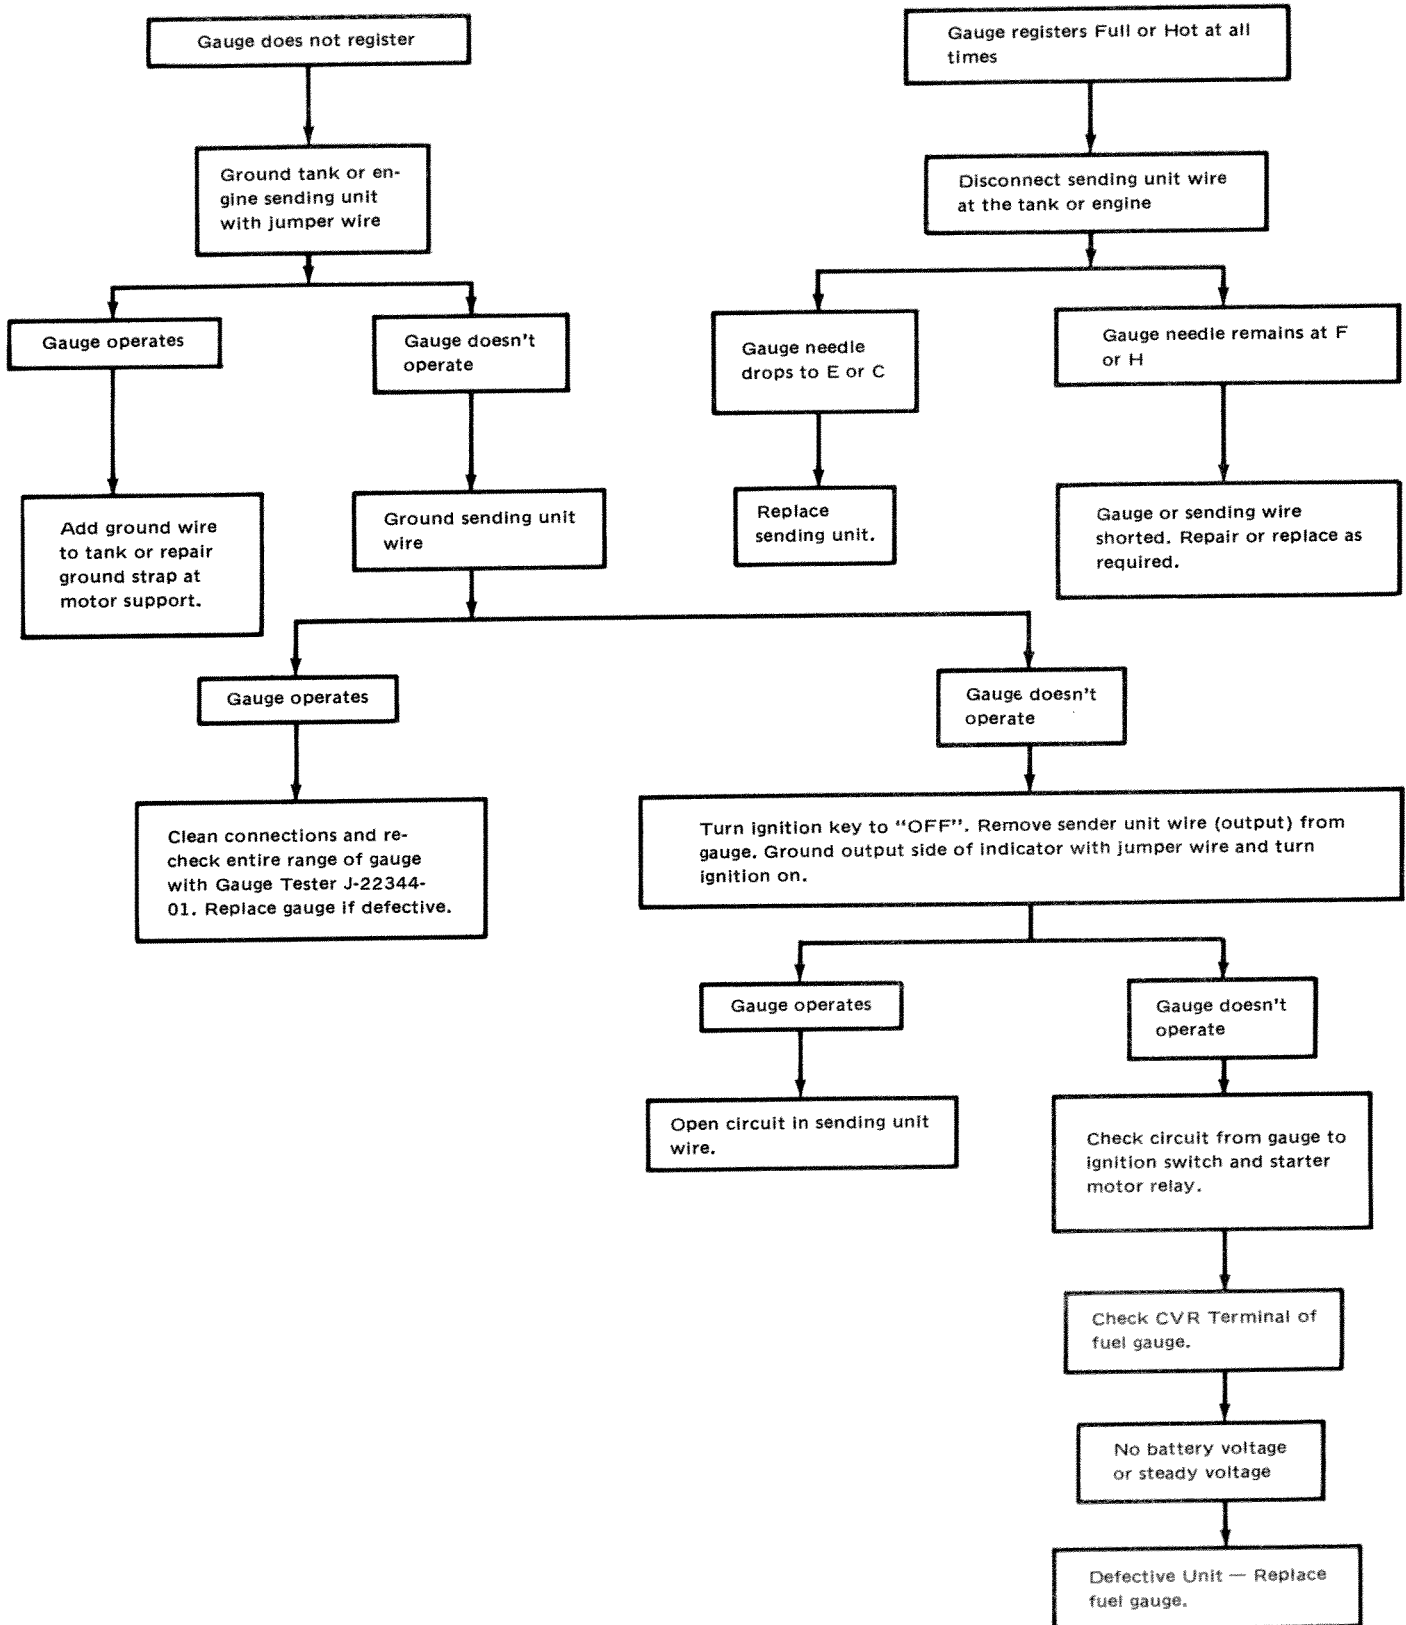 Gauge does not register
Gauge registers Full or Hot at all
times
Ground tank or en-
gine sending unit
with jumper wire
Disconnect sending unit wire
at the tank or engine
Gauge operates
Gauge doesn't
operate
Gauge needle
drops to E or C
Gauge needle remains at F
or H
Add ground wire
to tank or repair
ground strap at
motor support.
Ground sending unit
wire
Replace
sending unit.
Gauge or sending wire
shorted. Repair or replace as
required.
Gauge operates
Gauge doesn't
operate
Clean connections and re-
check entire range of gauge
with Gauge Tester J-22344-
01. Replace gauge if defective.
Turn ignition key to “OFF”. Remove sender unit wire (output) from
gauge. Ground output side of indicator with jumper wire and turn
ignition on.
Gauge operates
Gauge doesn't
operate
Open circuit in sending unit
wire.
Check circuit from gauge to
ignition switch and starter
motor relay.
Check CVR Terminal of
fuel gauge.
No battery voltage
or steady voltage
Defective Unit — Replace
fuel gauge.